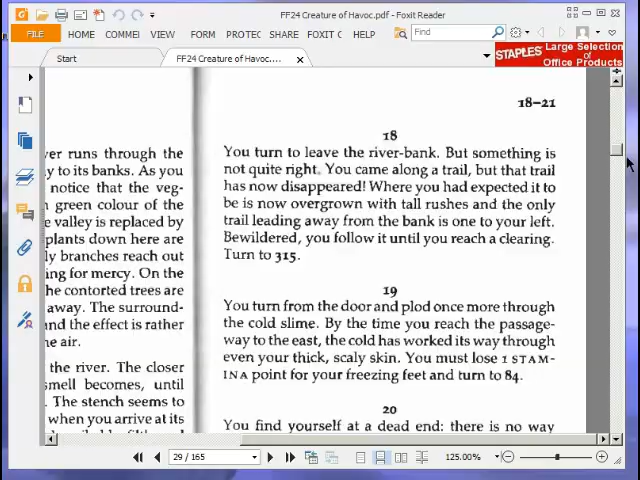 FF24 Creature of Havoc.pdf - Foxit Reader
FILE HOME COMMEN VIEW FORM PROTEC SHARE FOXIT C HELP Find
Start FF24 Creature of Havoc....
STAPLES Large Selection
of
Office Products
18–21
ver runs through the
y to its banks. As you
notice that the veg-
n green colour of the
e valley is replaced by
plants down here are
ly branches reach out
ing for mercy. On the
he contorted trees are
away. The surround-
nd the effect is rather
he air.
the river. The closer
smell becomes, until
. The stench seems to
when you arrive at its
18
You turn to leave the river-bank. But something is
not quite right. You came along a trail, but that trail
has now disappeared! Where you had expected it to
be is now overgrown with tall rushes and the only
trail leading away from the bank is one to your left.
Bewildered, you follow it until you reach a clearing.
Turn to 315.
19
You turn from the door and plod once more through
the cold slime. By the time you reach the passage-
way to the east, the cold has worked its way through
even your thick, scaly skin. You must lose 1 STAM-
INA point for your freezing feet and turn to 84.
20
You find yourself at a dead end: there is no way
29 / 165 125.00%